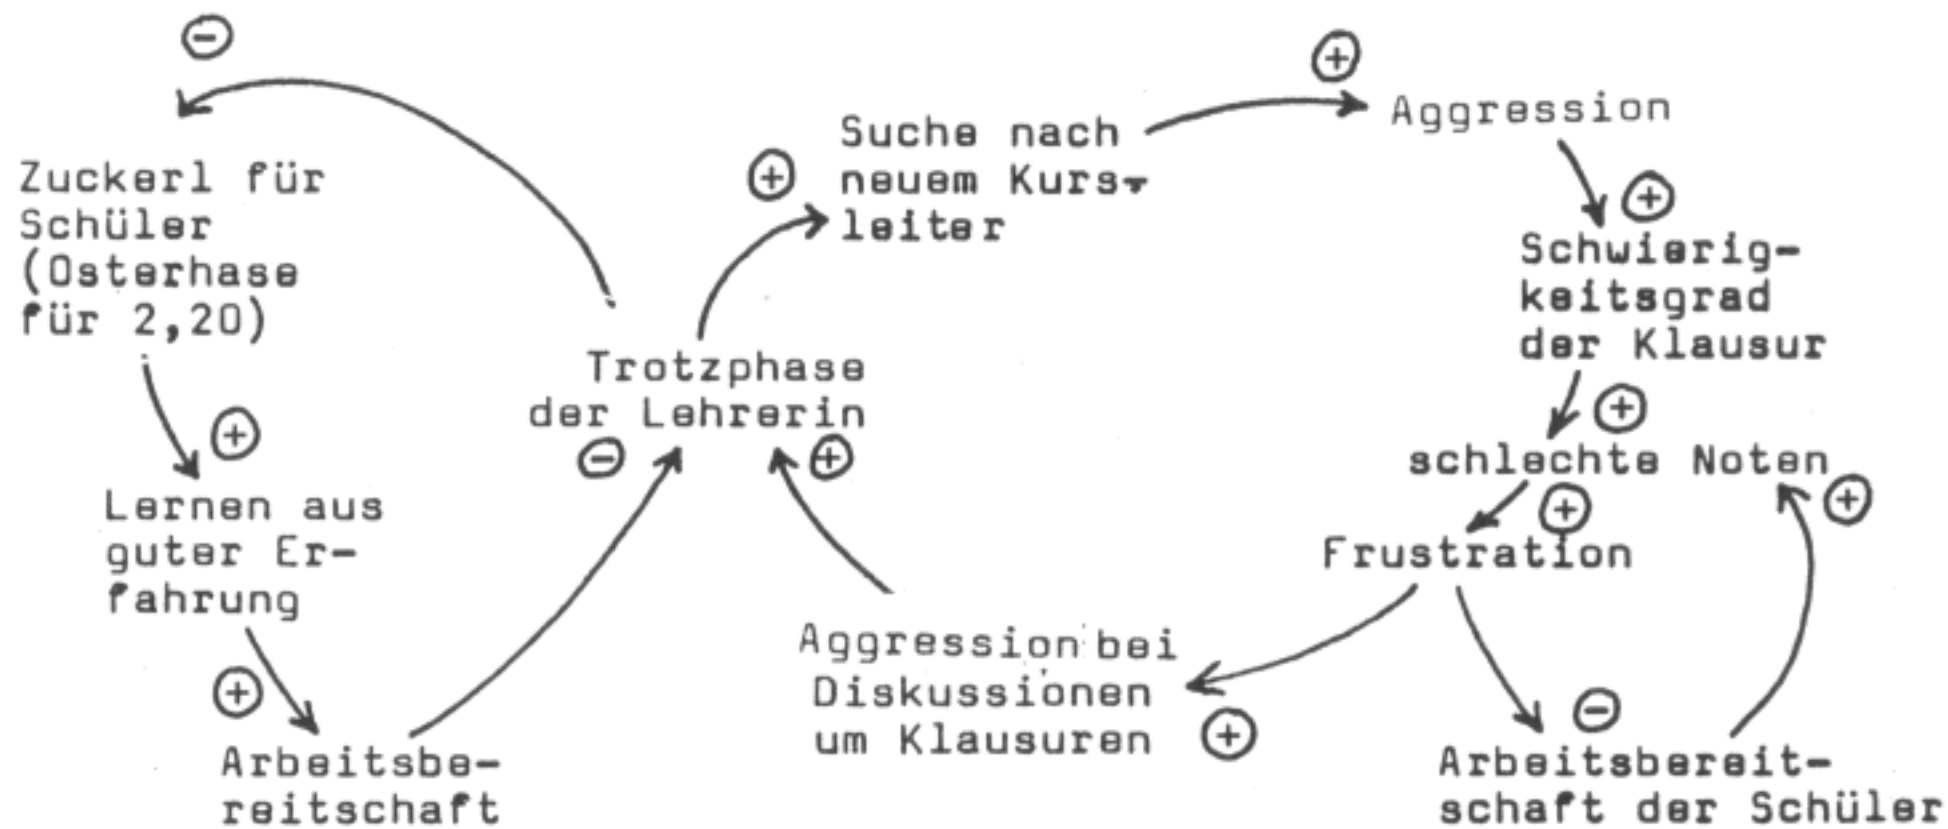 Zuckerl für
Schüler
(Osterhase
für 2,20)
Lernen aus
guter Er-
fahrung
Arbeitsbe-
reitschaft
Trotzphase
der Lehrerin
Suche nach
neuem Kurs-
leiter
Aggression
Schwierig-
keitsgrad
der Klausur
schlechte Noten
Frustration
Aggression bei
Diskussionen
um Klausuren
Arbeitsbereit-
schaft der Schüler